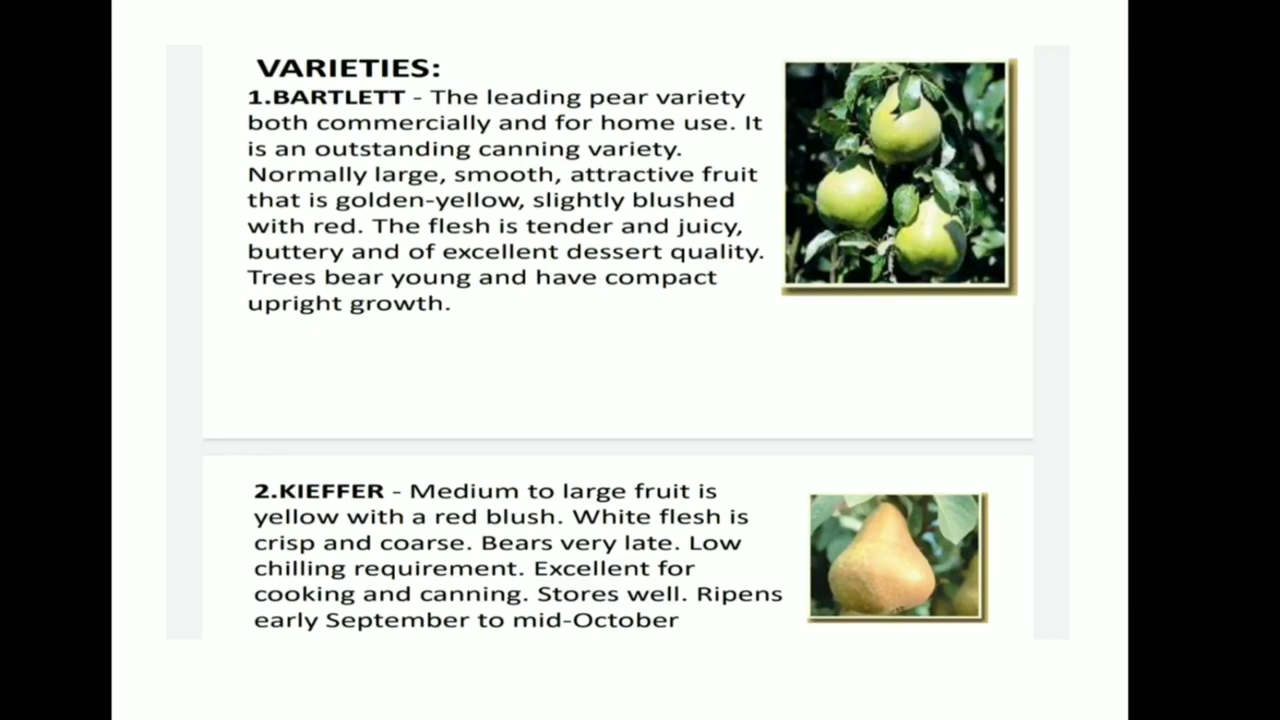 VARIETIES:
1.BARTLETT - The leading pear variety
both commercially and for home use. It
is an outstanding canning variety.
Normally large, smooth, attractive fruit
that is golden-yellow, slightly blushed
with red. The flesh is tender and juicy,
buttery and of excellent dessert quality.
Trees bear young and have compact
upright growth.
2.KIEFFER - Medium to large fruit is
yellow with a red blush. White flesh is
crisp and coarse. Bears very late. Low
chilling requirement. Excellent for
cooking and canning. Stores well. Ripens
early September to mid-October